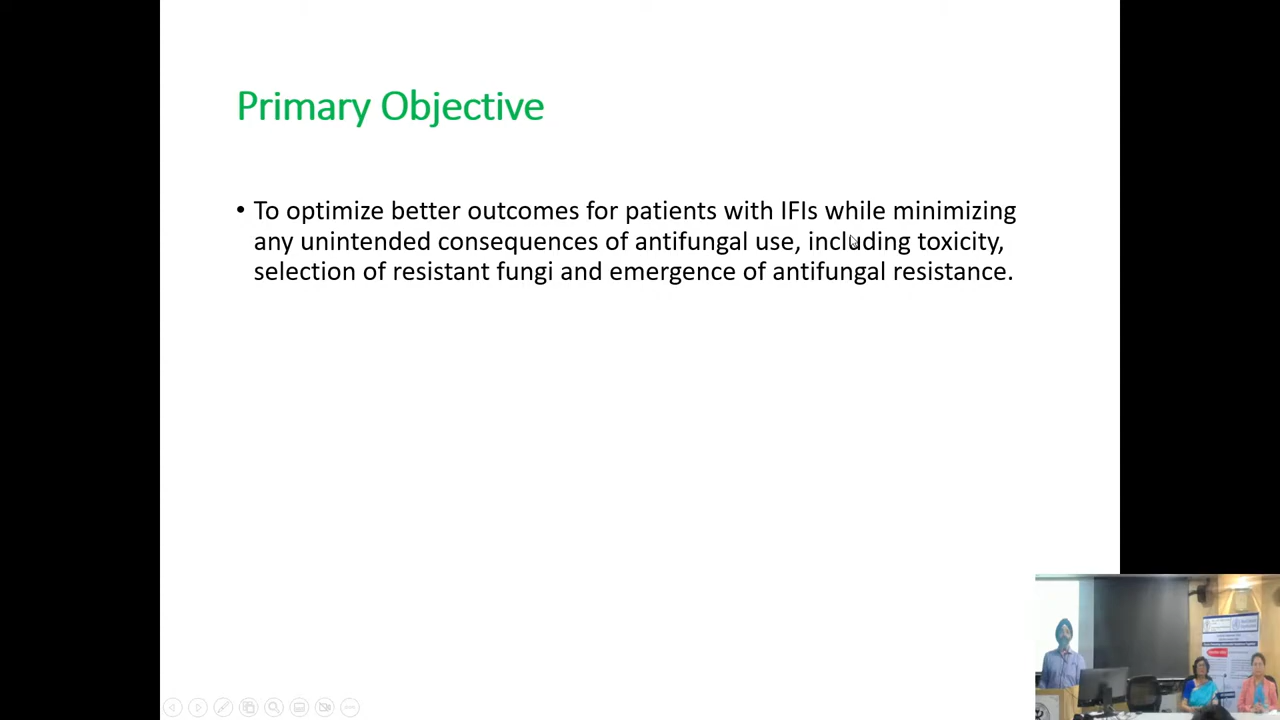 Primary Objective
• To optimize better outcomes for patients with IFIs while minimizing
any unintended consequences of antifungal use, including toxicity,
selection of resistant fungi and emergence of antifungal resistance.